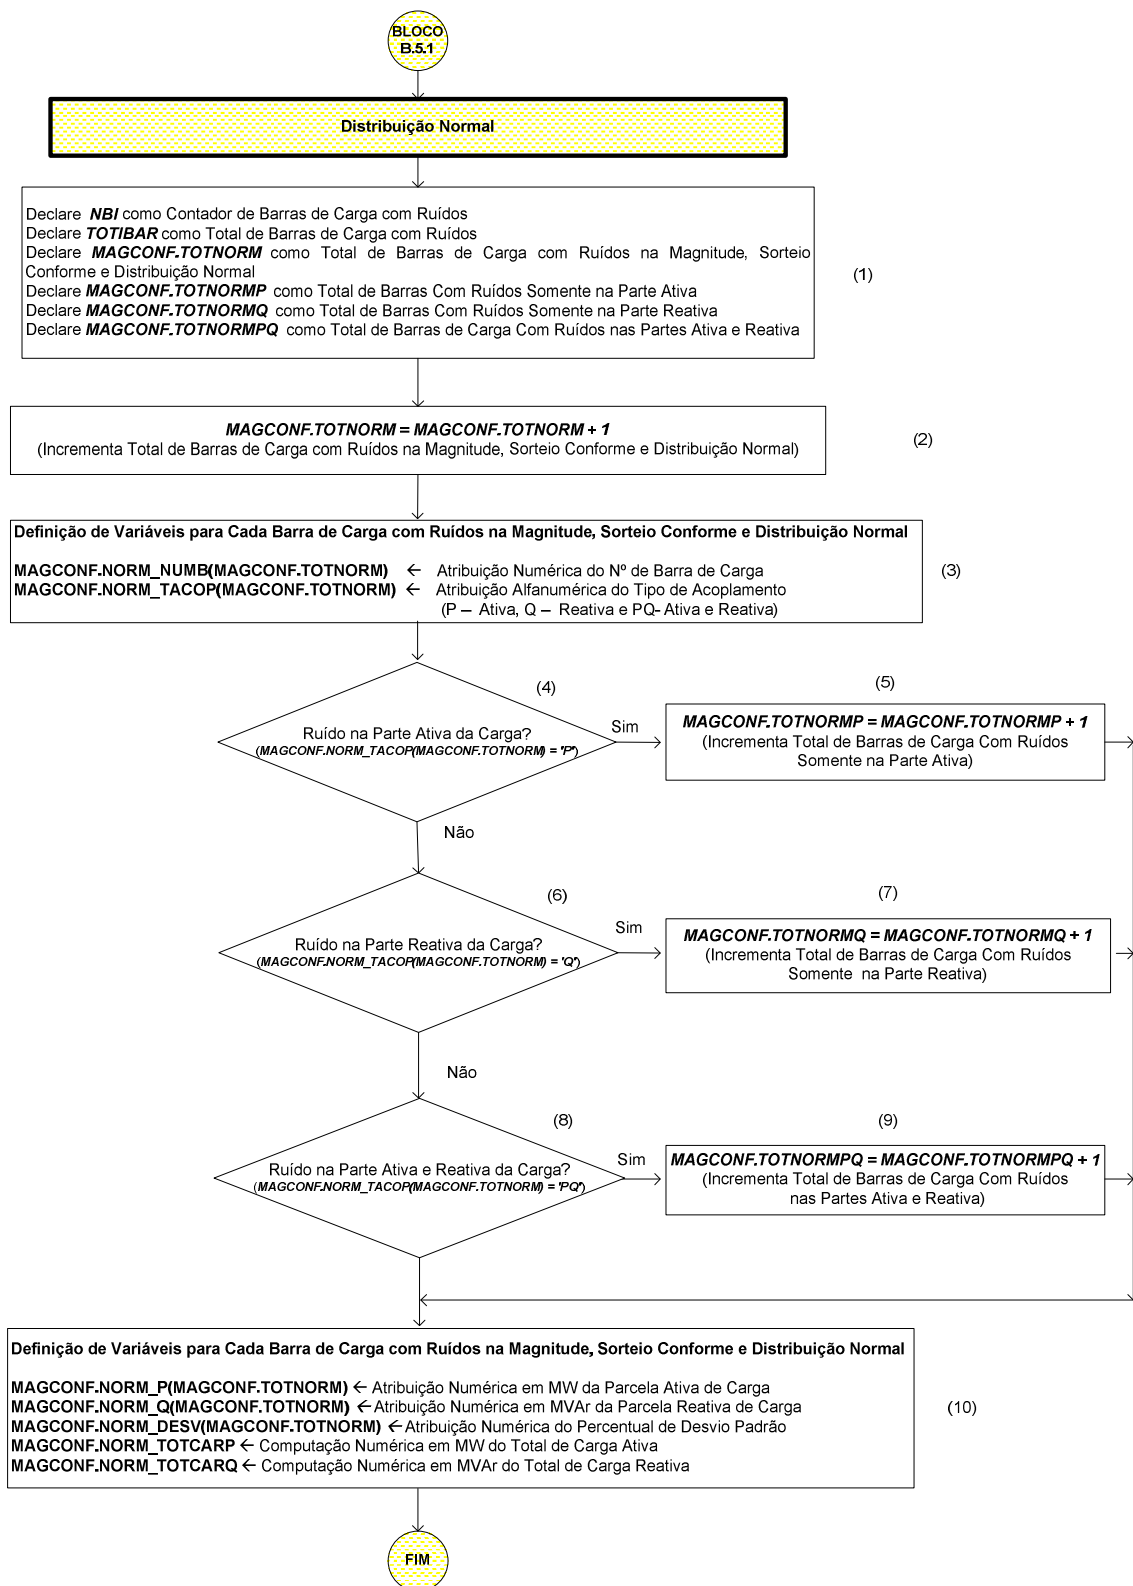 BLOCO
B.5.1
Distribuição Normal
Declare NBI como Contador de Barras de Carga com Ruídos
Declare TOTIBAR como Total de Barras de Carga com Ruídos
Declare MAGCONF.TOTNORM como Total de Barras de Carga com Ruídos na Magnitude, Sorteio
Conforme e Distribuição Normal
Declare MAGCONF.TOTNORMP como Total de Barras Com Ruídos Somente na Parte Ativa
Declare MAGCONF.TOTNORMQ como Total de Barras Com Ruídos Somente na Parte Reativa
Declare MAGCONF.TOTNORMPQ como Total de Barras de Carga Com Ruídos nas Partes Ativa e Reativa
(1)
MAGCONF.TOTNORM = MAGCONF.TOTNORM + 1
(Incrementa Total de Barras de Carga com Ruídos na Magnitude, Sorteio Conforme e Distribuição Normal)
(2)
Definição de Variáveis para Cada Barra de Carga com Ruídos na Magnitude, Sorteio Conforme e Distribuição Normal
MAGCONF.NORM_NUMB(MAGCONF.TOTNORM) ← Atribuição Numérica do Nº de Barra de Carga
MAGCONF.NORM_TACOP(MAGCONF.TOTNORM) ← Atribuição Alfanumérica do Tipo de Acoplamento
(P – Ativa, Q – Reativa e PQ- Ativa e Reativa)
(3)
(4)
Ruído na Parte Ativa da Carga?
(MAGCONF.NORM_TACOP(MAGCONF.TOTNORM) = 'P')
Sim
Não
(5)
MAGCONF.TOTNORMP = MAGCONF.TOTNORMP + 1
(Incrementa Total de Barras de Carga Com Ruídos
Somente na Parte Ativa)
(6)
Ruído na Parte Reativa da Carga?
(MAGCONF.NORM_TACOP(MAGCONF.TOTNORM) = 'Q')
Sim
Não
(7)
MAGCONF.TOTNORMQ = MAGCONF.TOTNORMQ + 1
(Incrementa Total de Barras de Carga Com Ruídos
Somente na Parte Reativa)
(8)
Ruído na Parte Ativa e Reativa da Carga?
(MAGCONF.NORM_TACOP(MAGCONF.TOTNORM) = 'PQ')
Sim
(9)
MAGCONF.TOTNORMPQ = MAGCONF.TOTNORMPQ + 1
(Incrementa Total de Barras de Carga Com Ruídos
nas Partes Ativa e Reativa)
Definição de Variáveis para Cada Barra de Carga com Ruídos na Magnitude, Sorteio Conforme e Distribuição Normal
MAGCONF.NORM_P(MAGCONF.TOTNORM) ← Atribuição Numérica em MW da Parcela Ativa de Carga
MAGCONF.NORM_Q(MAGCONF.TOTNORM) ← Atribuição Numérica em MVAr da Parcela Reativa de Carga
MAGCONF.NORM_DESV(MAGCONF.TOTNORM) ← Atribuição Numérica do Percentual de Desvio Padrão
MAGCONF.NORM_TOTCARP ← Computação Numérica em MW do Total de Carga Ativa
MAGCONF.NORM_TOTCARQ ← Computação Numérica em MVAr do Total de Carga Reativa
(10)
FIM